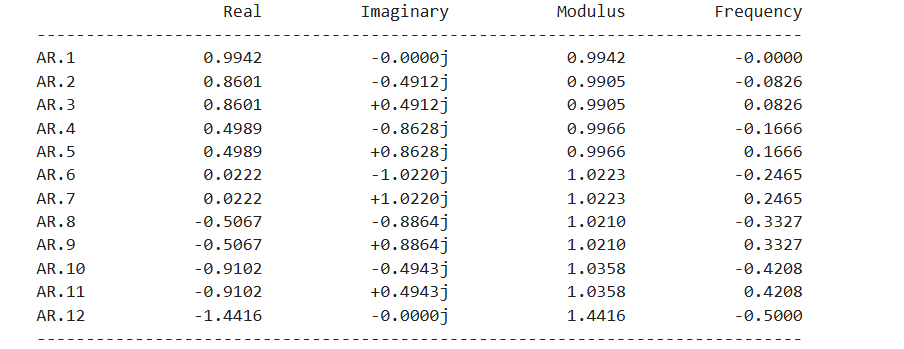 Real Imaginary Modulus Frequency
-----------------------------------------------------------------------------
AR.1 0.9942 -0.0000j 0.9942 -0.0000
AR.2 0.8601 -0.4912j 0.9905 -0.0826
AR.3 0.8601 +0.4912j 0.9905 0.0826
AR.4 0.4989 -0.8628j 0.9966 -0.1666
AR.5 0.4989 +0.8628j 0.9966 0.1666
AR.6 0.0222 -1.0220j 1.0223 -0.2465
AR.7 0.0222 +1.0220j 1.0223 0.2465
AR.8 -0.5067 -0.8864j 1.0210 -0.3327
AR.9 -0.5067 +0.8864j 1.0210 0.3327
AR.10 -0.9102 -0.4943j 1.0358 -0.4208
AR.11 -0.9102 +0.4943j 1.0358 0.4208
AR.12 -1.4416 -0.0000j 1.4416 -0.5000
-----------------------------------------------------------------------------